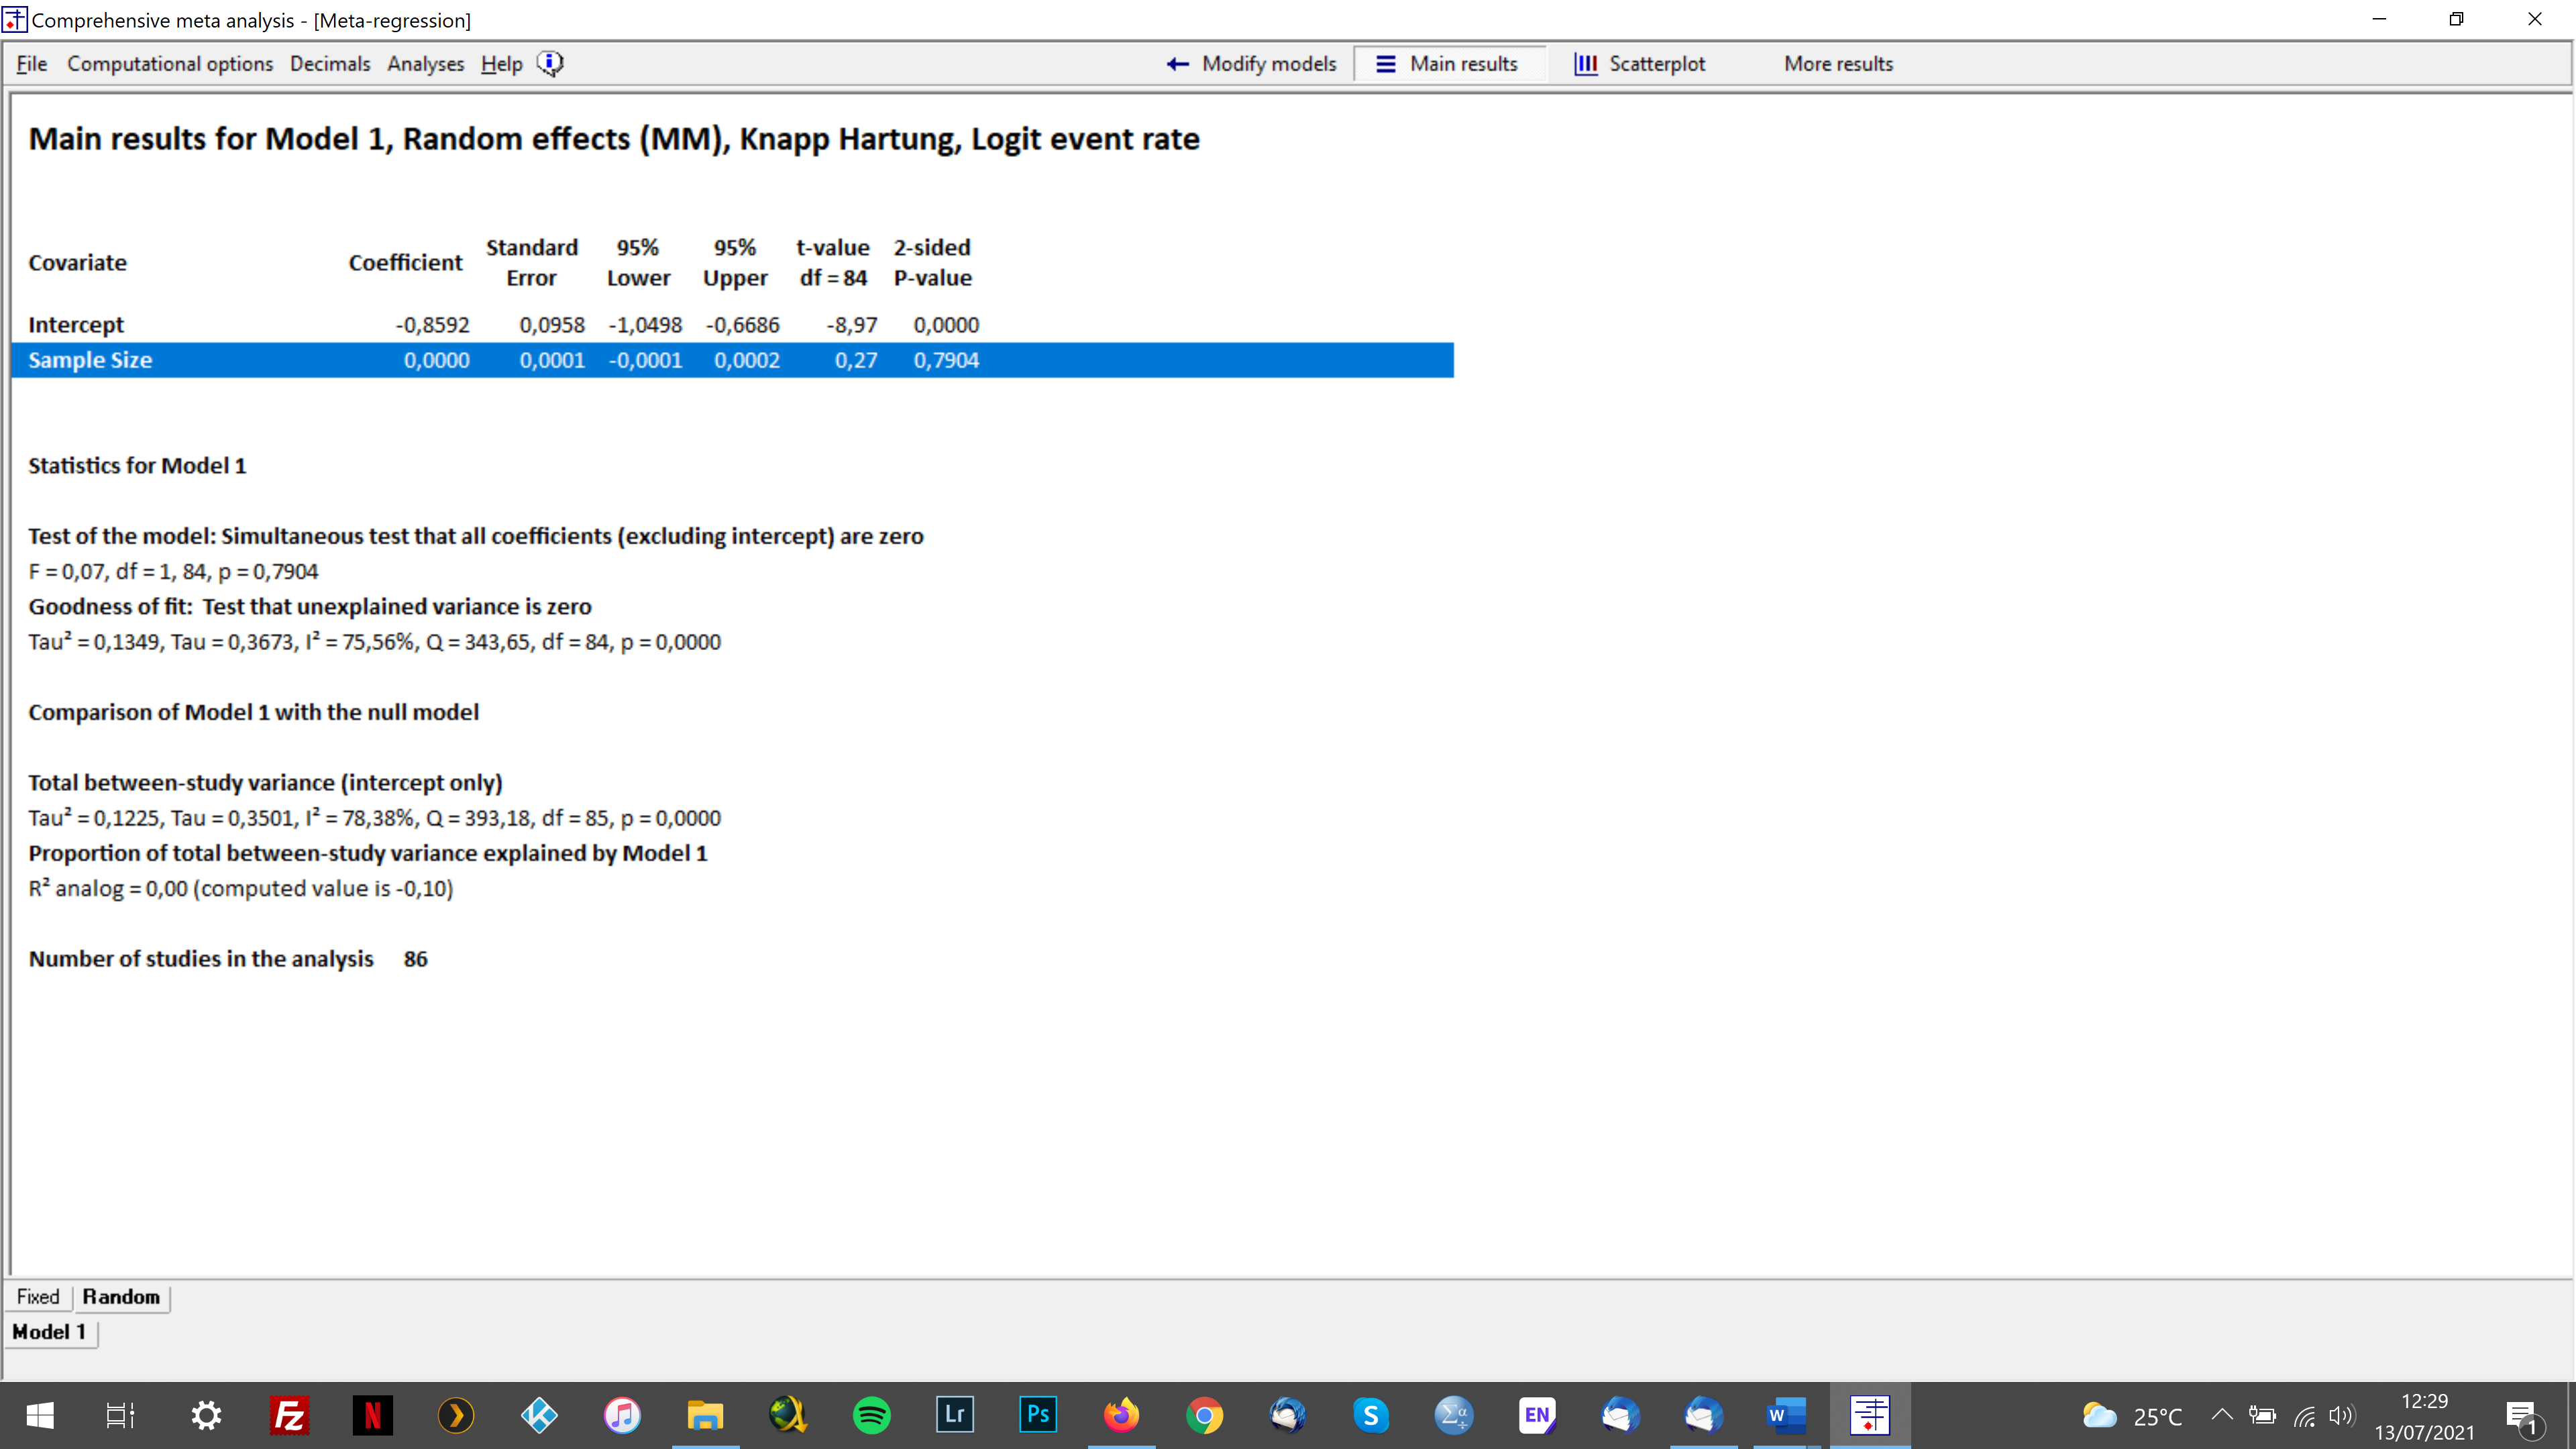 Comprehensive meta analysis - [Meta-regression]
File Computational options Decimals Analyses Help Modify models Main results Scatterplot More results
Main results for Model 1, Random effects (MM), Knapp Hartung, Logit event rate
Covariate Coefficient Standard Error 95% Lower 95% Upper t-value df = 84 2-sided P-value
Intercept -0,8592 0,0958 -1,0498 -0,6686 -8,97 0,0000
Sample Size 0,0000 0,0001 -0,0001 0,0002 0,27 0,7904
Statistics for Model 1
Test of the model: Simultaneous test that all coefficients (excluding intercept) are zero
F = 0,07, df = 1, 84, p = 0,7904
Goodness of fit: Test that unexplained variance is zero
Tau² = 0,1349, Tau = 0,3673, I² = 75,56%, Q = 343,65, df = 84, p = 0,0000
Comparison of Model 1 with the null model
Total between-study variance (intercept only)
Tau² = 0,1225, Tau = 0,3501, I² = 78,38%, Q = 393,18, df = 85, p = 0,0000
Proportion of total between-study variance explained by Model 1
R² analog = 0,00 (computed value is -0,10)
Number of studies in the analysis 86
Fixed Random
Model 1
Fz N Lr Ps S Σα EN W 25°C 12:29
13/07/2021 1